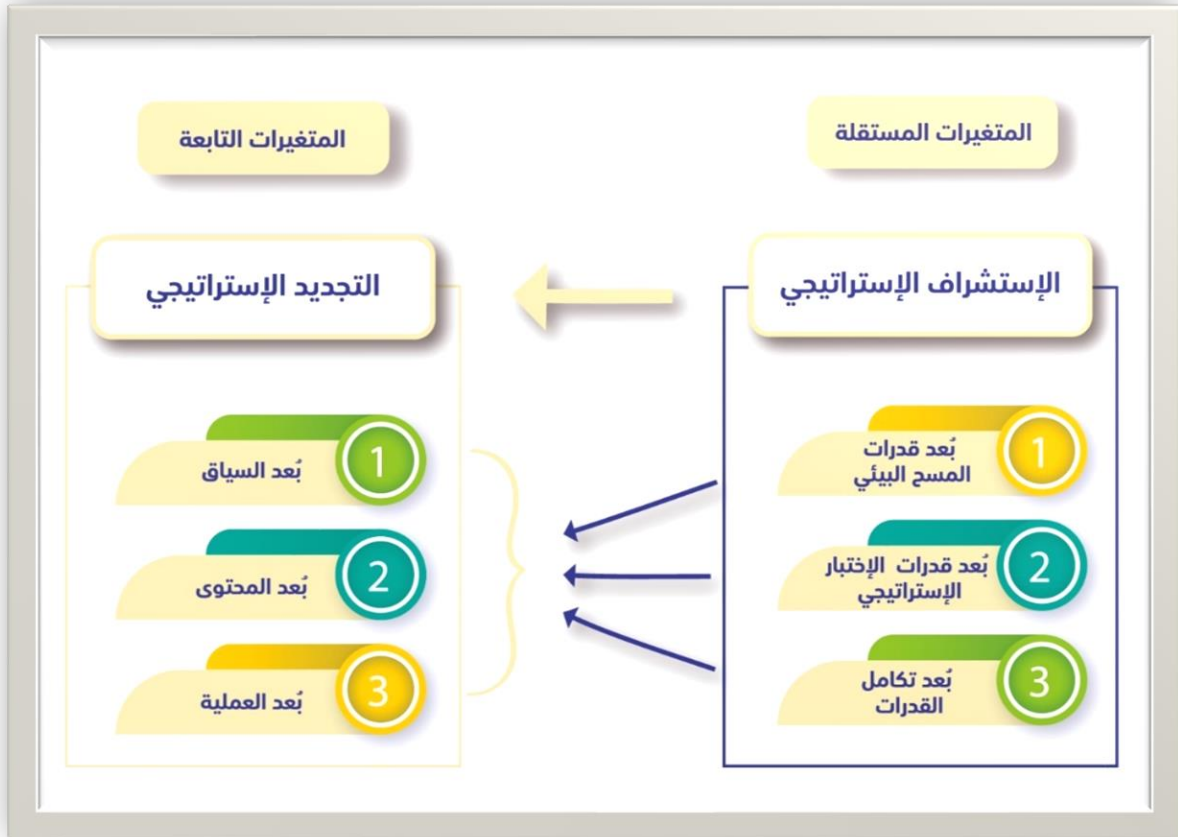 المتغيرات المستقلة
الإستشراف الإستراتيجي
1
بُعد قدرات
المسح البيئي
2
بُعد قدرات الإختبار
الإستراتيجي
3
بُعد تكامل
القدرات
المتغيرات التابعة
التجديد الإستراتيجي
1
بُعد السياق
2
بُعد المحتوى
3
بُعد العملية